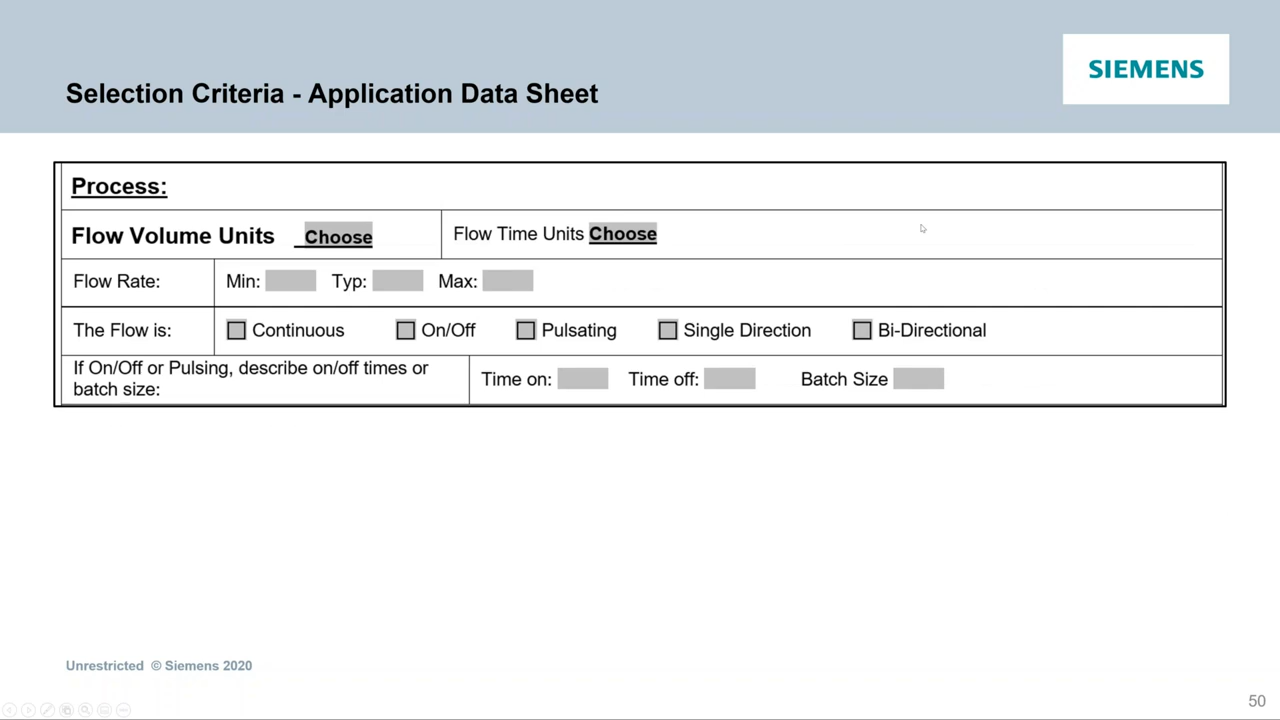 SIEMENS
Selection Criteria - Application Data Sheet
Process:
Flow Volume Units Choose
Flow Time Units Choose
Flow Rate:
Min: Typ: Max:
The Flow is:
Continuous On/Off Pulsating Single Direction Bi-Directional
If On/Off or Pulsing, describe on/off times or
batch size:
Time on: Time off: Batch Size
Unrestricted © Siemens 2020
50